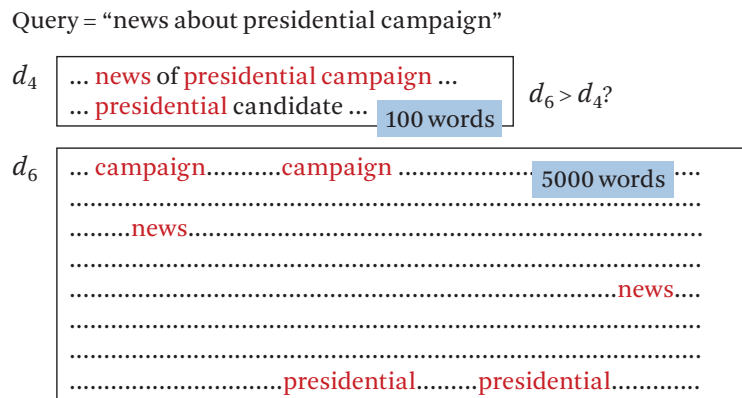 Query = “news about presidential campaign”
d4 ... news of presidential campaign ...
... presidential candidate ... 100 words
d6 > d4?
d6 ... campaign...........campaign ............................ 5000 words ....
.........................................................................................................
..........news.......................................................................................
.........................................................................................................
...........................................................................................news....
.........................................................................................................
.........................................................................................................
...................................presidential.........presidential.............